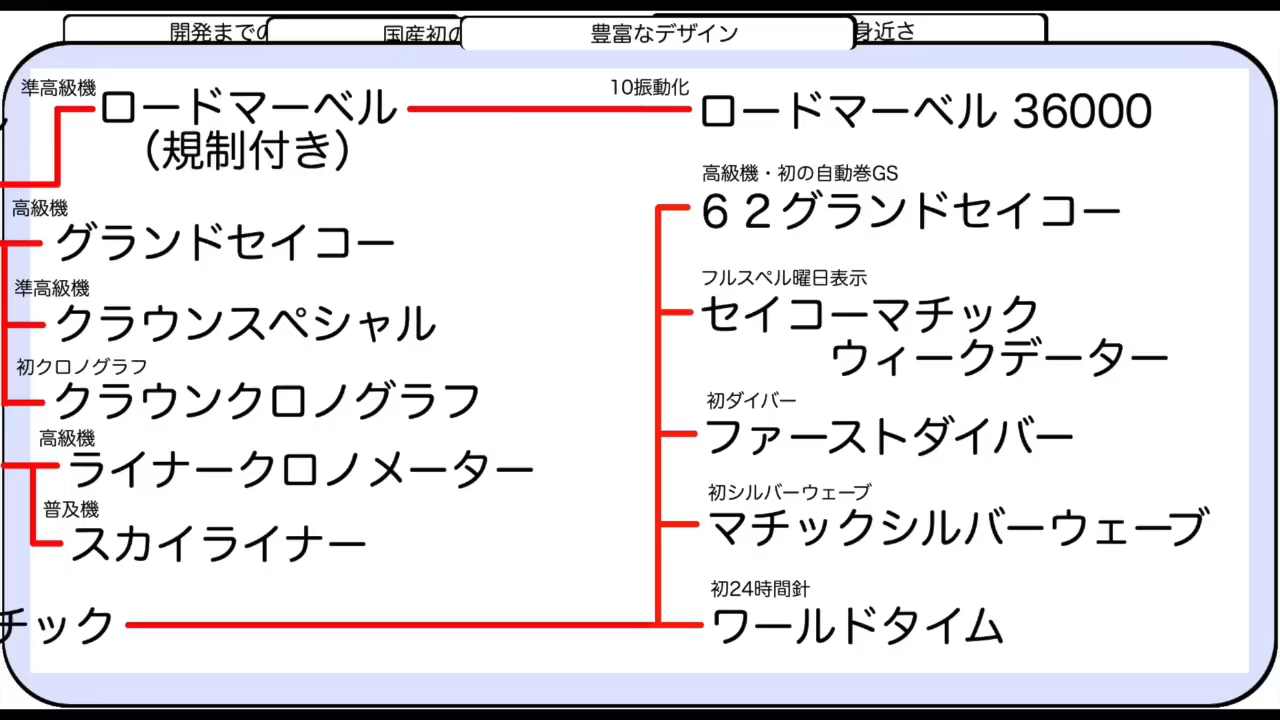 開発までの
国産初の
豊富なデザイン
身近さ
準高級機
ロードマーベル
（規制付き）
10振動化
ロードマーベル 36000
高級機
グランドセイコー
準高級機
クラウンスペシャル
初クロノグラフ
クラウンクロノグラフ
高級機
ライナークロノメーター
普及機
スカイライナー
チック
高級機・初の自動巻GS
６２グランドセイコー
フルスペル曜日表示
セイコーマチック
ウィークデーター
初ダイバー
ファーストダイバー
初シルバーウェーブ
マチックシルバーウェーブ
初24時間針
ワールドタイム